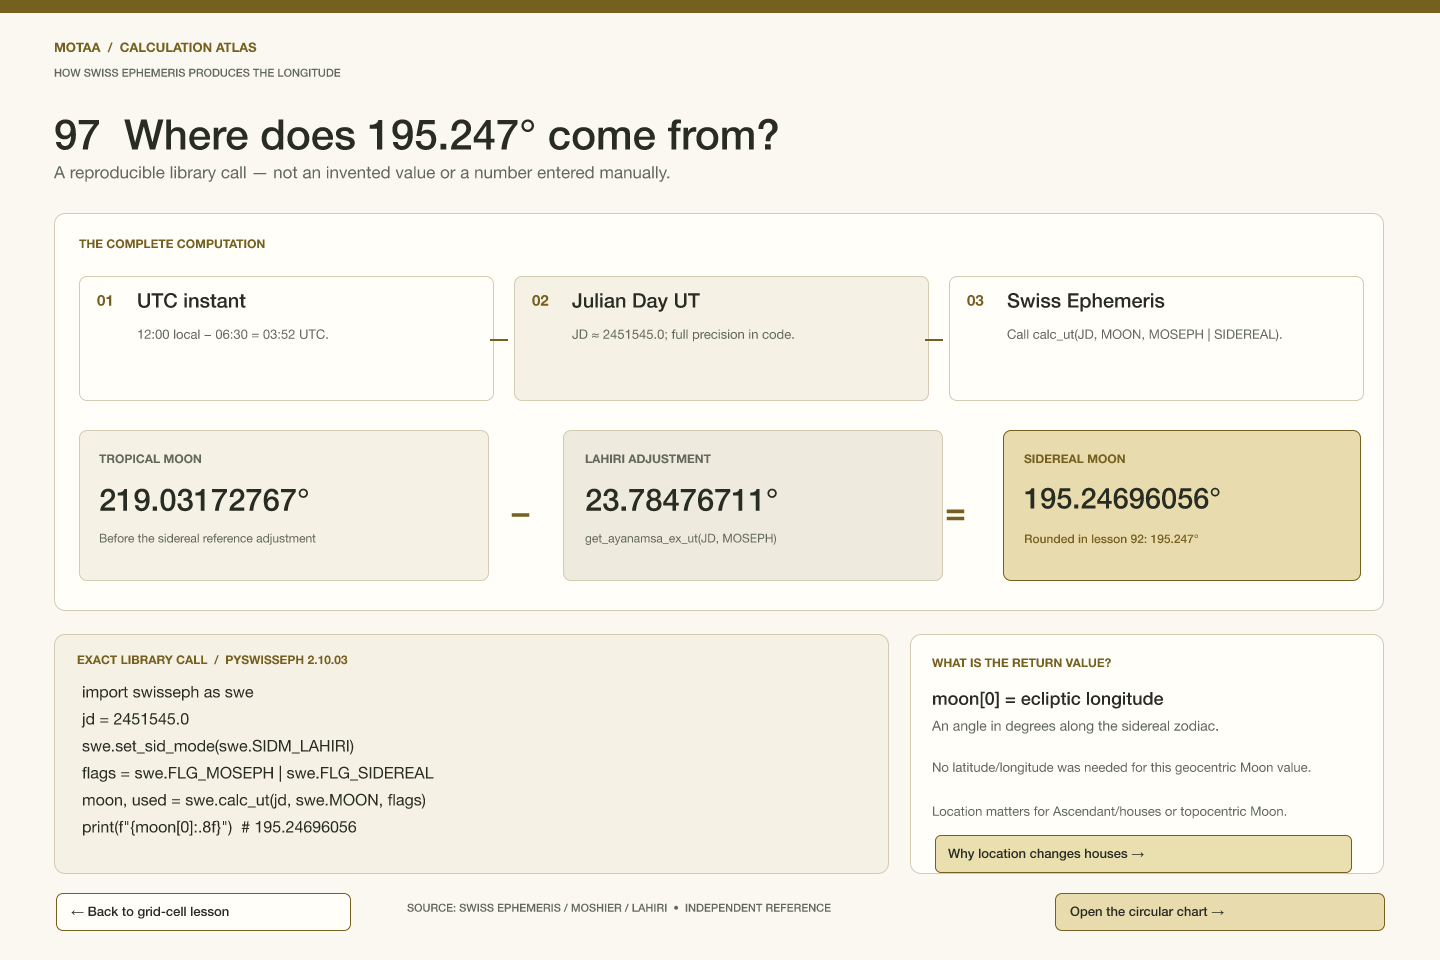 MOTAA / CALCULATION ATLAS
HOW SWISS EPHEMERIS PRODUCES THE LONGITUDE
97 Where does 195.247° come from?
A reproducible library call — not an invented value or a number entered manually.
THE COMPLETE COMPUTATION
01 UTC instant
12:00 local – 06:30 = 03:52 UTC.
02 Julian Day UT
JD ≈ 2451545.0; full precision in code.
03 Swiss Ephemeris
Call calc_ut(JD, MOON, MOSEPH | SIDEREAL).
TROPICAL MOON
219.03172767°
Before the sidereal reference adjustment
–
LAHIRI ADJUSTMENT
23.78476711°
get_ayanamsa_ex_ut(JD, MOSEPH)
=
SIDEREAL MOON
195.24696056°
Rounded in lesson 92: 195.247°
EXACT LIBRARY CALL / PYSWISSEPH 2.10.03
import swisseph as swe
jd = 2451545.0
swe.set_sid_mode(swe.SIDM_LAHIRI)
flags = swe.FLG_MOSEPH | swe.FLG_SIDEREAL
moon, used = swe.calc_ut(jd, swe.MOON, flags)
print(f"{moon[0]:.8f}") # 195.24696056
WHAT IS THE RETURN VALUE?
moon[0] = ecliptic longitude
An angle in degrees along the sidereal zodiac.
No latitude/longitude was needed for this geocentric Moon value.
Location matters for Ascendant/houses or topocentric Moon.
Why location changes houses →
← Back to grid-cell lesson
SOURCE: SWISS EPHEMERIS / MOSHIER / LAHIRI • INDEPENDENT REFERENCE
Open the circular chart →